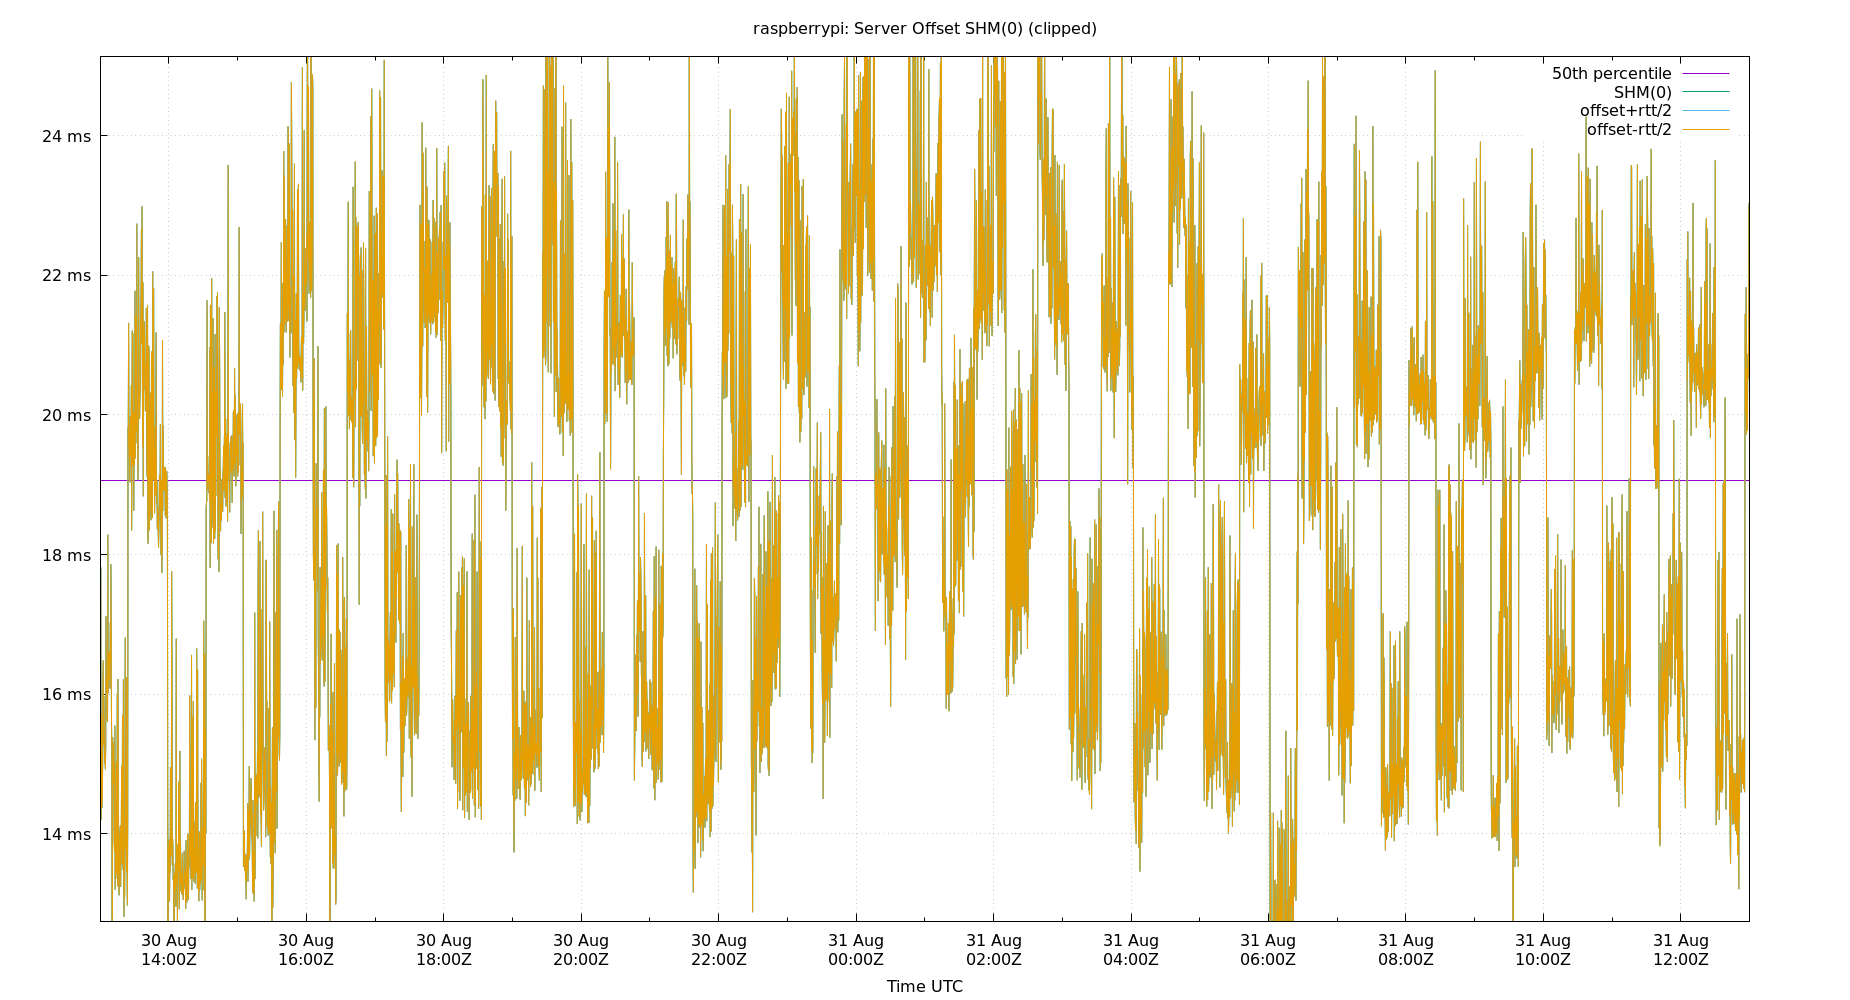 raspberrypi: Server Offset SHM(0) (clipped)
50th percentile
SHM(0)
offset+rtt/2
offset-rtt/2
24 ms
22 ms
20 ms
18 ms
16 ms
14 ms
30 Aug 30 Aug 30 Aug 30 Aug 30 Aug 31 Aug 31 Aug 31 Aug 31 Aug 31 Aug 31 Aug 31 Aug
14:00Z 16:00Z 18:00Z 20:00Z 22:00Z 00:00Z 02:00Z 04:00Z 06:00Z 08:00Z 10:00Z 12:00Z
Time UTC